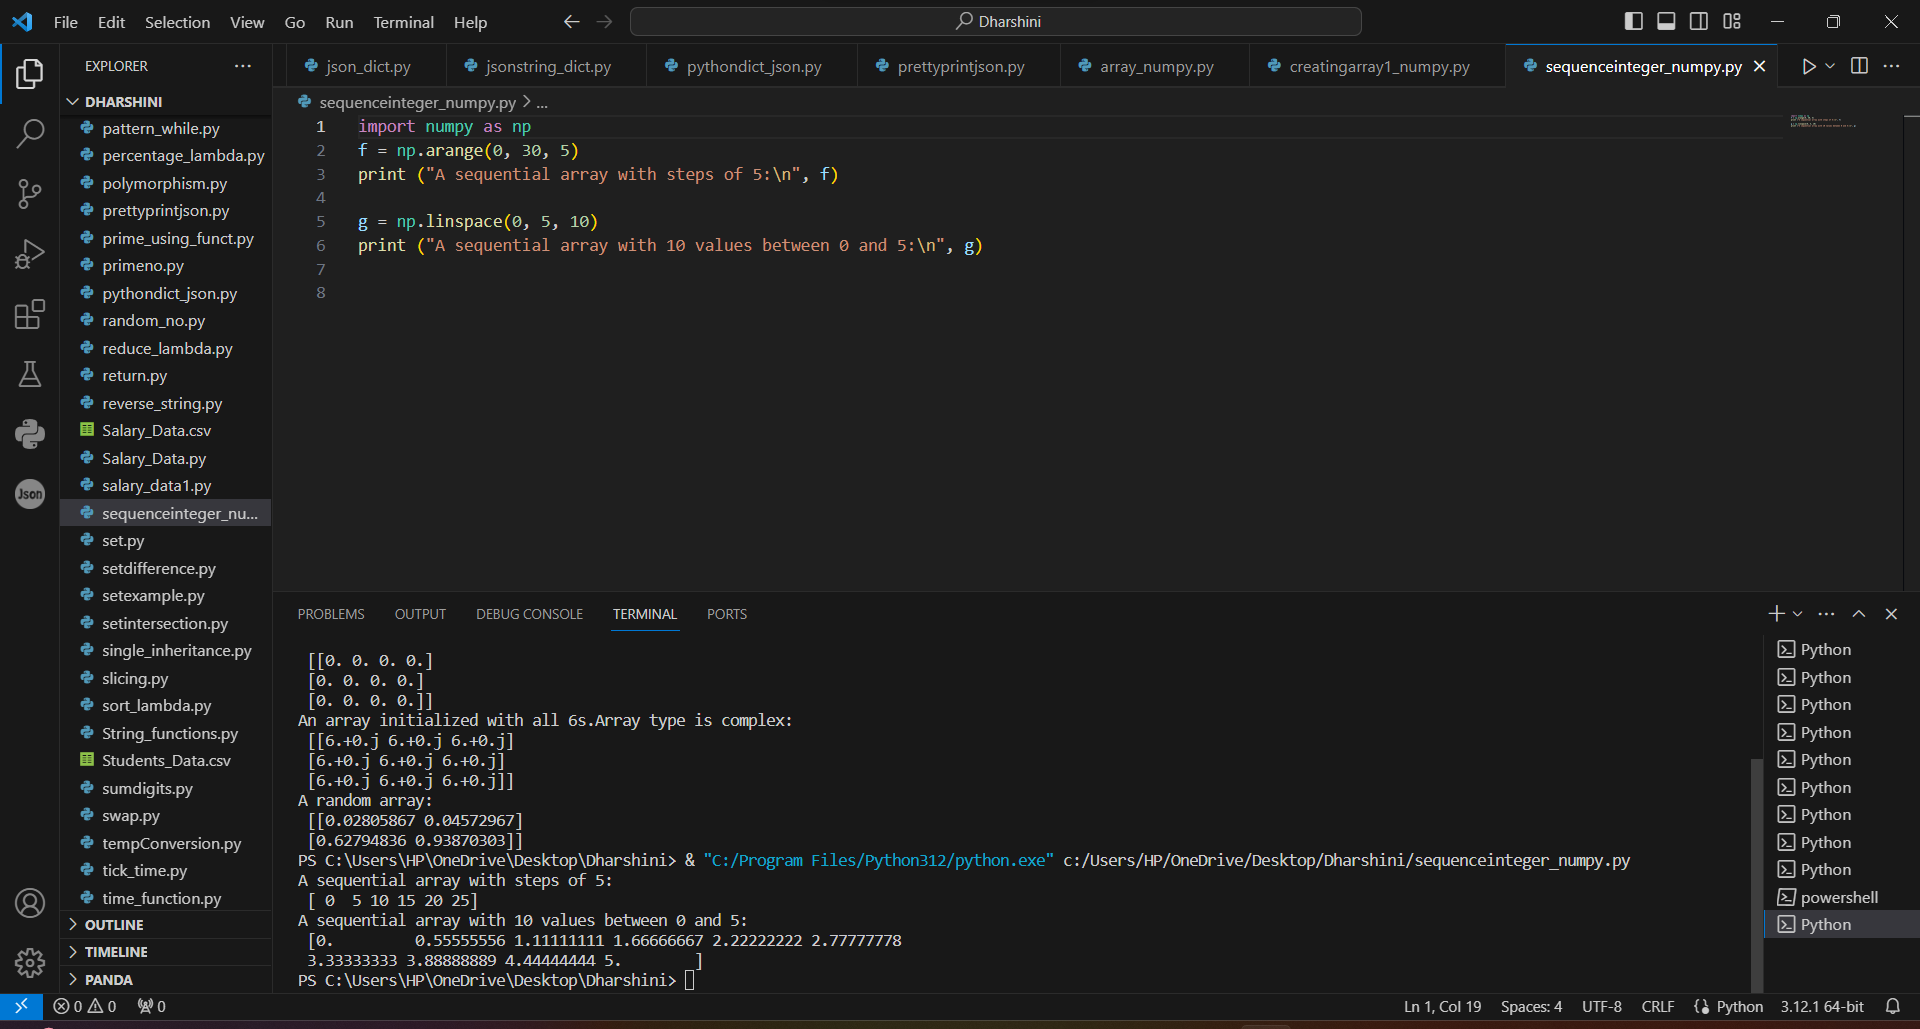 File Edit Selection View Go Run Terminal Help
Dharshini
EXPLORER
DHARSHINI
pattern_while.py
percentage_lambda.py
polymorphism.py
prettyprintjson.py
prime_using_funct.py
primeno.py
pythondict_json.py
random_no.py
reduce_lambda.py
return.py
reverse_string.py
Salary_Data.csv
Salary_Data.py
salary_data1.py
sequenceinteger_nu...
set.py
setdifference.py
setexample.py
setintersection.py
single_inheritance.py
slicing.py
sort_lambda.py
String_functions.py
Students_Data.csv
sumdigits.py
swap.py
tempConversion.py
tick_time.py
time_function.py
OUTLINE
TIMELINE
PANDA
Json
json_dict.py jsonstring_dict.py pythondict_json.py prettyprintjson.py array_numpy.py creatingarray1_numpy.py sequenceinteger_numpy.py
sequenceinteger_numpy.py > ...
1 import numpy as np
2 f = np.arange(0, 30, 5)
3 print ("A sequential array with steps of 5:\n", f)
4
5 g = np.linspace(0, 5, 10)
6 print ("A sequential array with 10 values between 0 and 5:\n", g)
7
8
PROBLEMS OUTPUT DEBUG CONSOLE TERMINAL PORTS
[[0. 0. 0. 0.]
[0. 0. 0. 0.]
[0. 0. 0. 0.]]
An array initialized with all 6s.Array type is complex:
[[6.+0.j 6.+0.j 6.+0.j]
[6.+0.j 6.+0.j 6.+0.j]
[6.+0.j 6.+0.j 6.+0.j]]
A random array:
[[0.02805867 0.04572967]
[0.62794836 0.93870303]]
PS C:\Users\HP\OneDrive\Desktop\Dharshini> & "C:/Program Files/Python312/python.exe" c:/Users/HP/OneDrive/Desktop/Dharshini/sequenceinteger_numpy.py
A sequential array with steps of 5:
[ 0  5 10 15 20 25]
A sequential array with 10 values between 0 and 5:
[0.         0.55555556 1.11111111 1.66666667 2.22222222 2.77777778
3.33333333 3.88888889 4.44444444 5.        ]
PS C:\Users\HP\OneDrive\Desktop\Dharshini>
Python
Python
Python
Python
Python
Python
Python
Python
Python
powershell
Python
0 0 0 Ln 1, Col 19 Spaces: 4 UTF-8 CRLF Python 3.12.1 64-bit